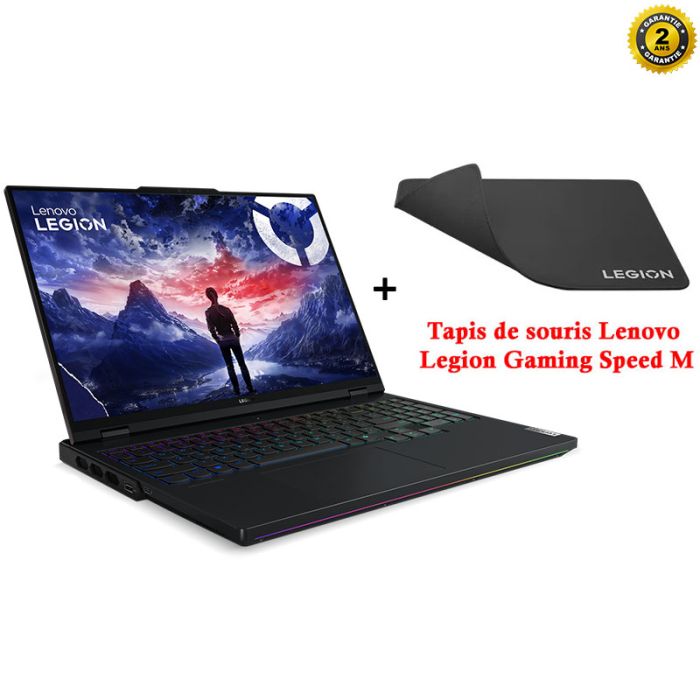 GARANTIE
2
ANS
GARANTIE
Lenovo
LEGION
LEGION
+
Tapis de souris Lenovo
Legion Gaming Speed M